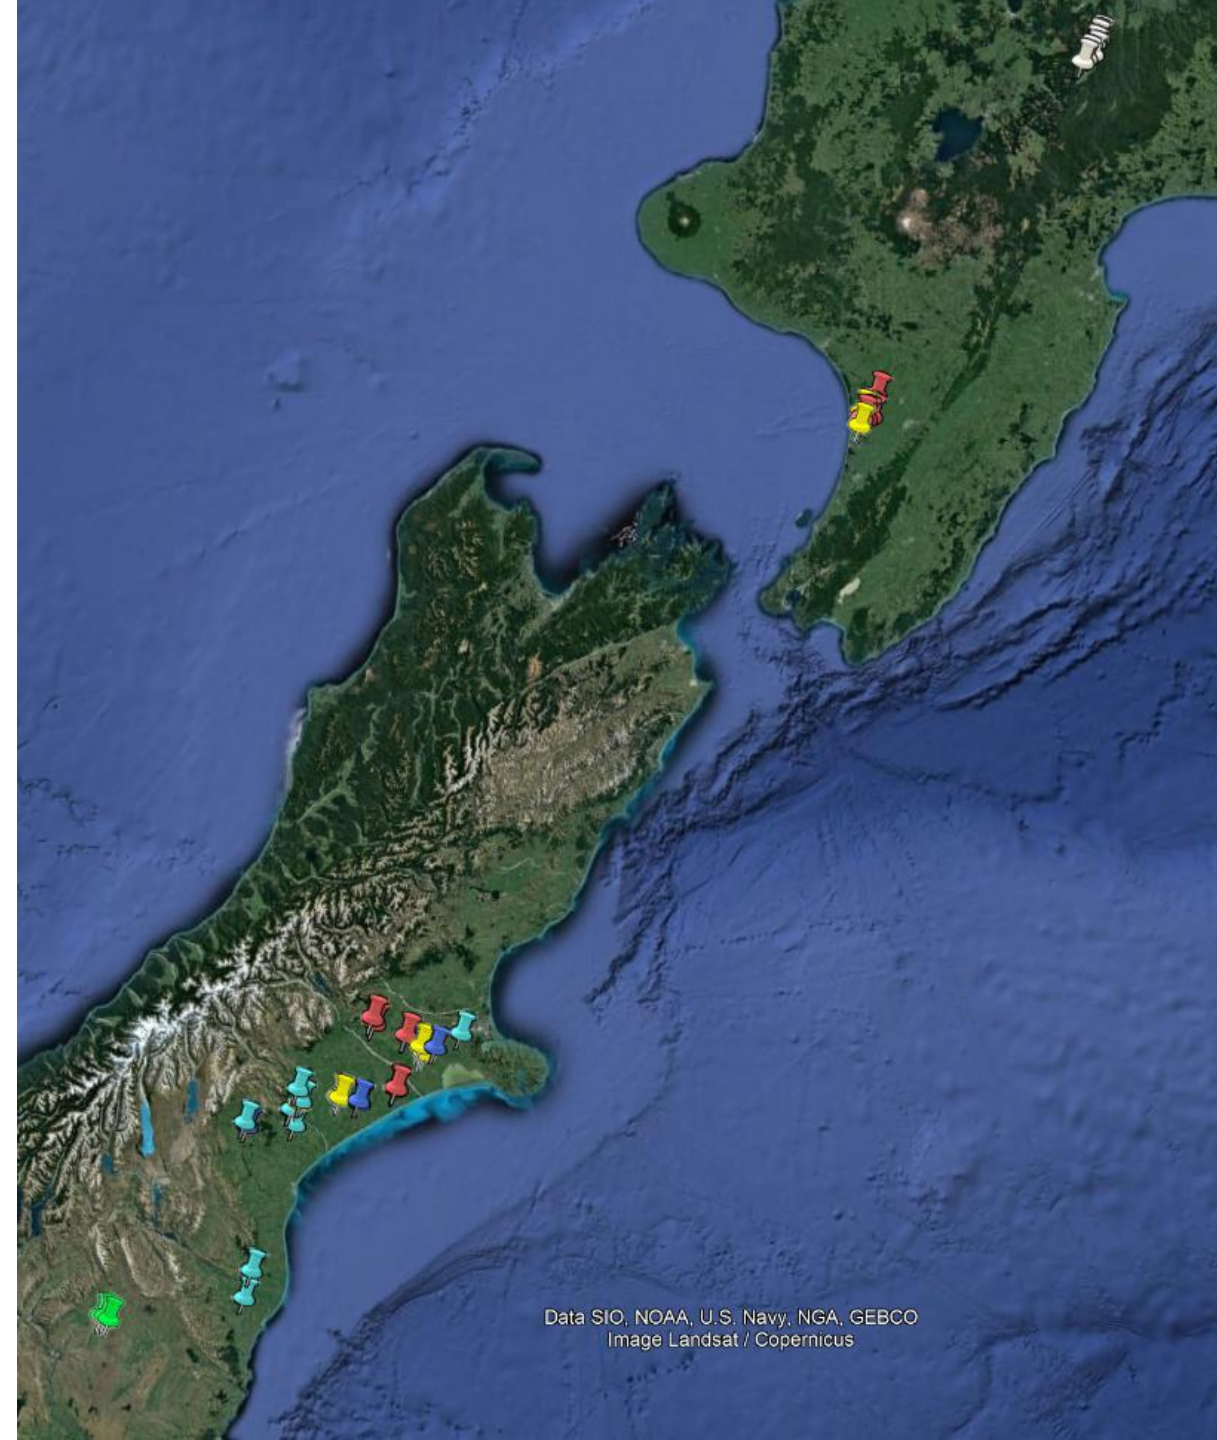 Data SIO, NOAA, U.S. Navy, NGA, GEBCO
Image Landsat / Copernicus